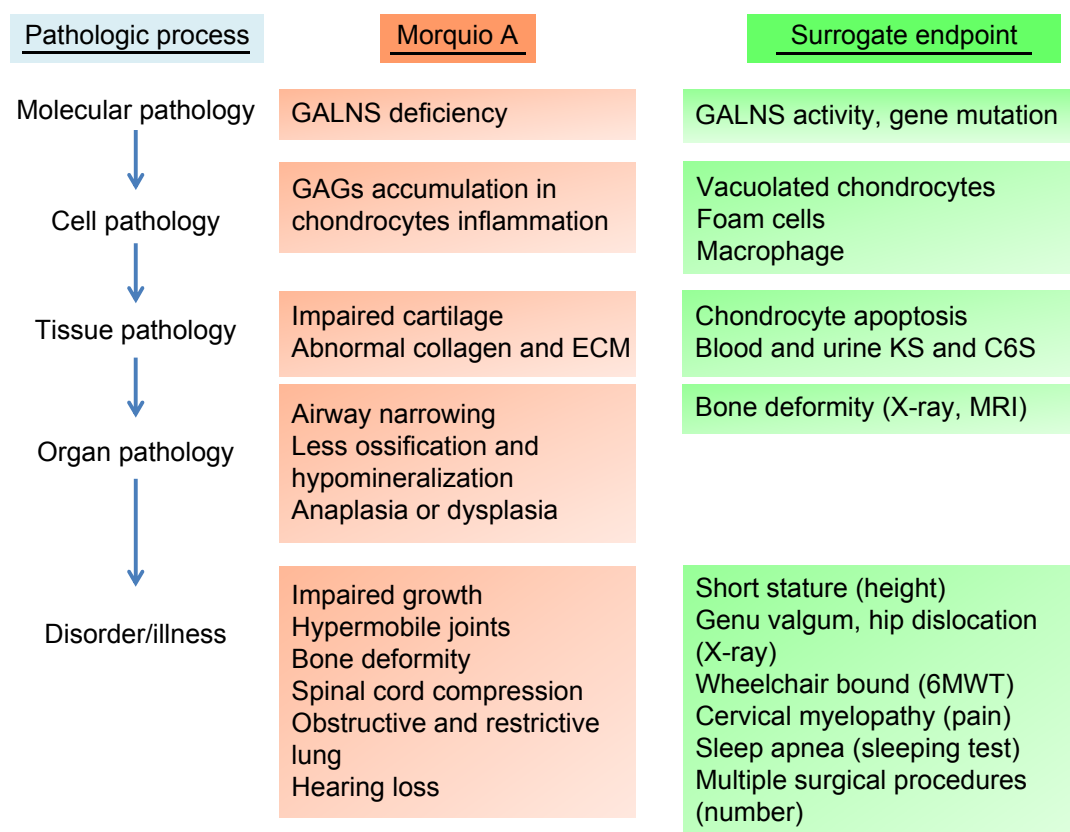 Pathologic process
Morquio A
Surrogate endpoint
Molecular pathology
GALNS deficiency
GALNS activity, gene mutation
Cell pathology
GAGs accumulation in
chondrocytes inflammation
Vacuolated chondrocytes
Foam cells
Macrophage
Tissue pathology
Impaired cartilage
Abnormal collagen and ECM
Chondrocyte apoptosis
Blood and urine KS and C6S
Organ pathology
Airway narrowing
Less ossification and
hypomineralization
Anaplasia or dysplasia
Bone deformity (X-ray, MRI)
Disorder/illness
Impaired growth
Hypermobile joints
Bone deformity
Spinal cord compression
Obstructive and restrictive
lung
Hearing loss
Short stature (height)
Genu valgum, hip dislocation
(X-ray)
Wheelchair bound (6MWT)
Cervical myelopathy (pain)
Sleep apnea (sleeping test)
Multiple surgical procedures
(number)